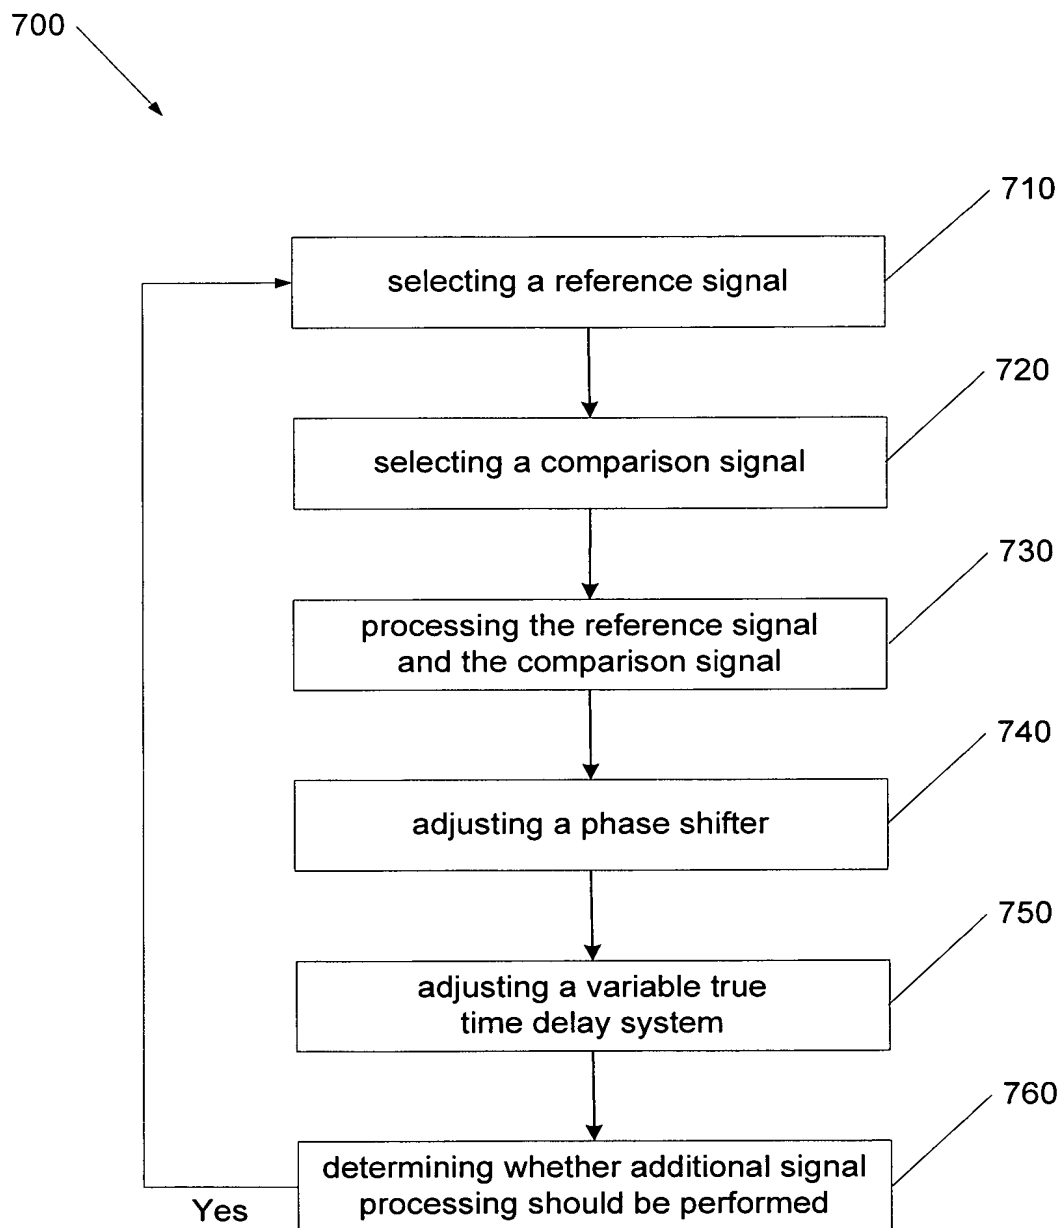 700
710
selecting a reference signal
720
selecting a comparison signal
730
processing the reference signal
and the comparison signal
740
adjusting a phase shifter
750
adjusting a variable true
time delay system
760
determining whether additional signal
processing should be performed
Yes